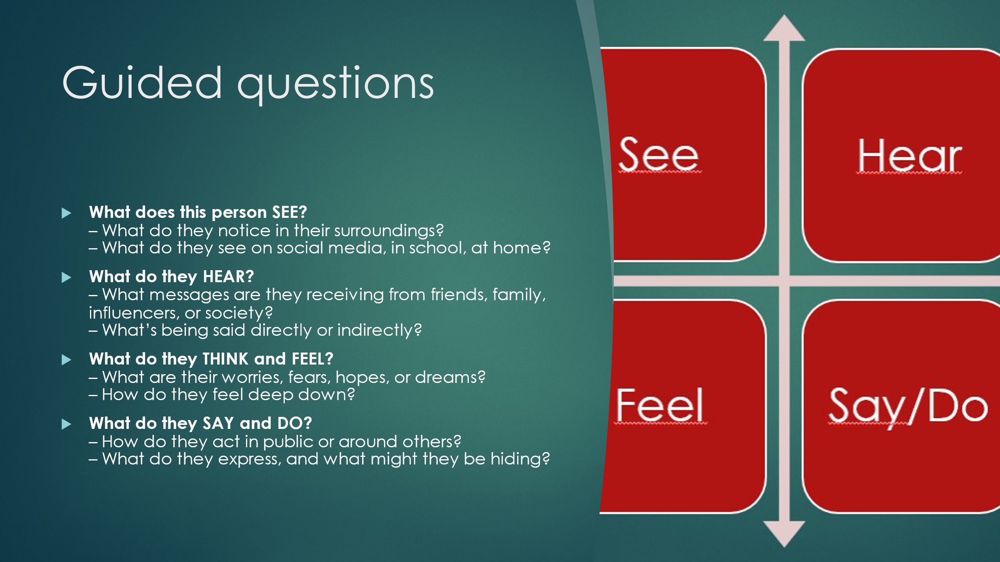 Guided questions
What does this person SEE?
– What do they notice in their surroundings?
– What do they see on social media, in school, at home?
What do they HEAR?
– What messages are they receiving from friends, family,
influencers, or society?
– What’s being said directly or indirectly?
What do they THINK and FEEL?
– What are their worries, fears, hopes, or dreams?
– How do they feel deep down?
What do they SAY and DO?
– How do they act in public or around others?
– What do they express, and what might they be hiding?
See
Hear
Feel
Say/Do